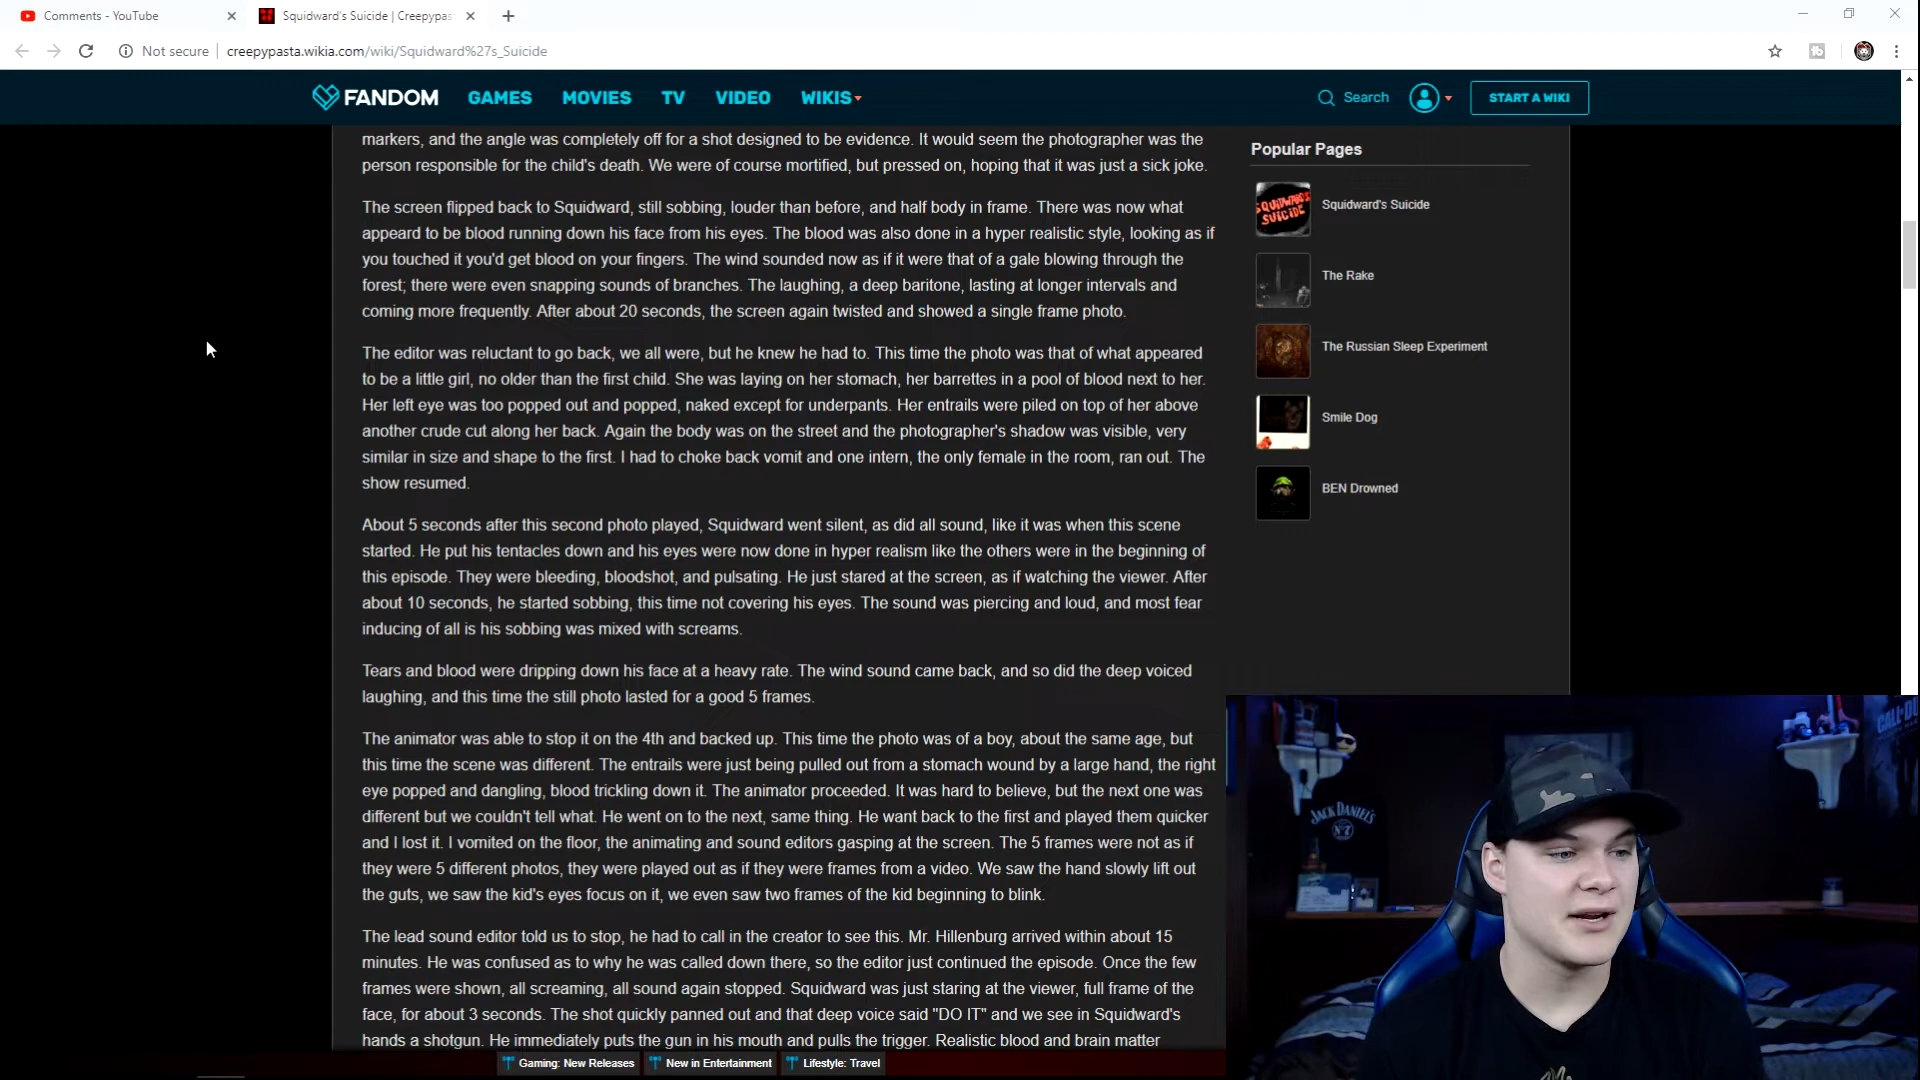 Comments - YouTube
Squidward's Suicide | Creepypas
Not secure
creepypasta.wikia.com/wiki/Squidward%27s_Suicide
FANDOM
GAMES
MOVIES
TV
VIDEO
WIKIS
Search
START A WIKI
markers, and the angle was completely off for a shot designed to be evidence. It would seem the photographer was the
person responsible for the child's death. We were of course mortified, but pressed on, hoping that it was just a sick joke.
The screen flipped back to Squidward, still sobbing, louder than before, and half body in frame. There was now what
appeard to be blood running down his face from his eyes. The blood was also done in a hyper realistic style, looking as if
you touched it you'd get blood on your fingers. The wind sounded now as if it were that of a gale blowing through the
forest; there were even snapping sounds of branches. The laughing, a deep baritone, lasting at longer intervals and
coming more frequently. After about 20 seconds, the screen again twisted and showed a single frame photo.
The editor was reluctant to go back, we all were, but he knew he had to. This time the photo was that of what appeared
to be a little girl, no older than the first child. She was laying on her stomach, her barrettes in a pool of blood next to her.
Her left eye was too popped out and popped, naked except for underpants. Her entrails were piled on top of her above
another crude cut along her back. Again the body was on the street and the photographer's shadow was visible, very
similar in size and shape to the first. I had to choke back vomit and one intern, the only female in the room, ran out. The
show resumed.
About 5 seconds after this second photo played, Squidward went silent, as did all sound, like it was when this scene
started. He put his tentacles down and his eyes were now done in hyper realism like the others were in the beginning of
this episode. They were bleeding, bloodshot, and pulsating. He just stared at the screen, as if watching the viewer. After
about 10 seconds, he started sobbing, this time not covering his eyes. The sound was piercing and loud, and most fear
inducing of all is his sobbing was mixed with screams.
Tears and blood were dripping down his face at a heavy rate. The wind sound came back, and so did the deep voiced
laughing, and this time the still photo lasted for a good 5 frames.
The animator was able to stop it on the 4th and backed up. This time the photo was of a boy, about the same age, but
this time the scene was different. The entrails were just being pulled out from a stomach wound by a large hand, the right
eye popped and dangling, blood trickling down it. The animator proceeded. It was hard to believe, but the next one was
different but we couldn't tell what. He went on to the next, same thing. He want back to the first and played them quicker
and I lost it. I vomited on the floor, the animating and sound editors gasping at the screen. The 5 frames were not as if
they were 5 different photos, they were played out as if they were frames from a video. We saw the hand slowly lift out
the guts, we saw the kid's eyes focus on it, we even saw two frames of the kid beginning to blink.
The lead sound editor told us to stop, he had to call in the creator to see this. Mr. Hillenburg arrived within about 15
minutes. He was confused as to why he was called down there, so the editor just continued the episode. Once the few
frames were shown, all screaming, all sound again stopped. Squidward was just staring at the viewer, full frame of the
face, for about 3 seconds. The shot quickly panned out and that deep voice said "DO IT" and we see in Squidward's
hands a shotgun. He immediately puts the gun in his mouth and pulls the trigger. Realistic blood and brain matter
Popular Pages
SQUIDWARD'S
SUICIDE
Squidward's Suicide
The Rake
The Russian Sleep Experiment
Smile Dog
BEN Drowned
CALL OF DU
JACK DANIEL'S
No 7
Gaming: New Releases
New in Entertainment
Lifestyle: Travel